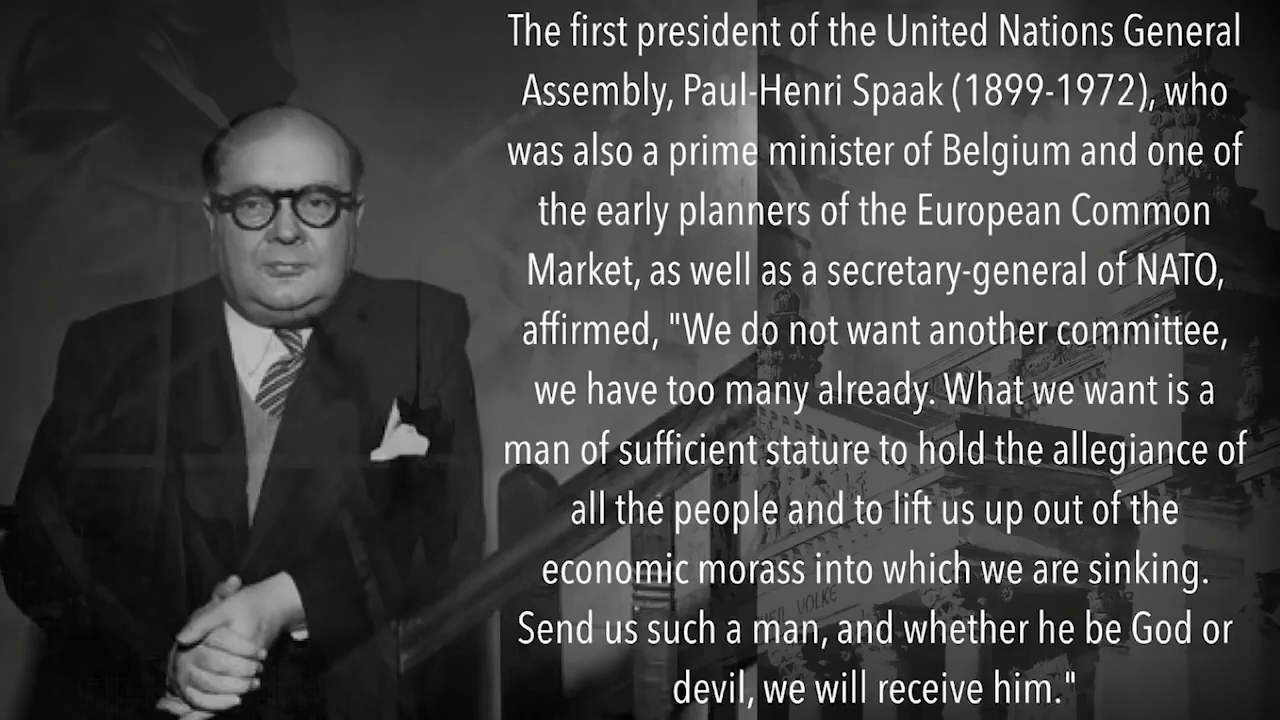 The first president of the United Nations General
Assembly, Paul-Henri Spaak (1899-1972), who
was also a prime minister of Belgium and one of
the early planners of the European Common
Market, as well as a secretary-general of NATO,
affirmed, "We do not want another committee,
we have too many already. What we want is a
man of sufficient stature to hold the allegiance of
all the people and to lift us up out of the
economic morass into which we are sinking.
Send us such a man, and whether he be God or
devil, we will receive him."
VOLKE